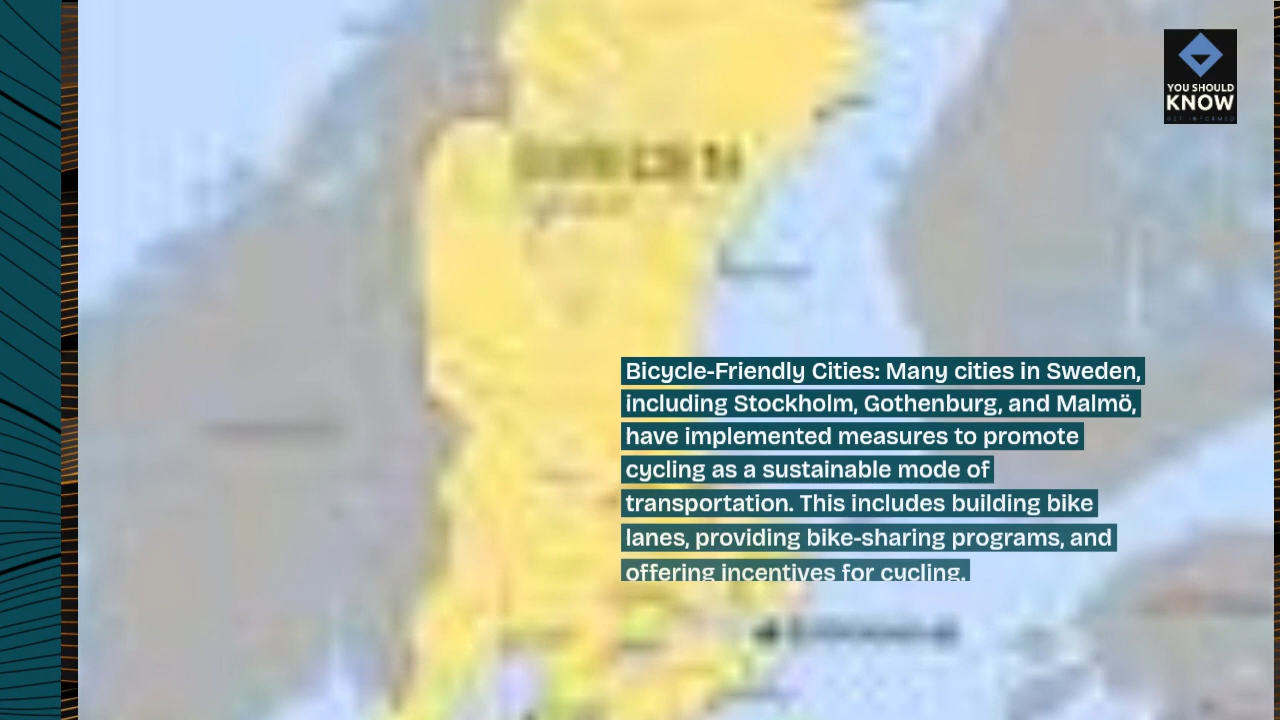 YOU SHOULD
KNOW
GET INFORMED
Bicycle-Friendly Cities: Many cities in Sweden,
including Stockholm, Gothenburg, and Malmö,
have implemented measures to promote
cycling as a sustainable mode of
transportation. This includes building bike
lanes, providing bike-sharing programs, and
offering incentives for cycling.